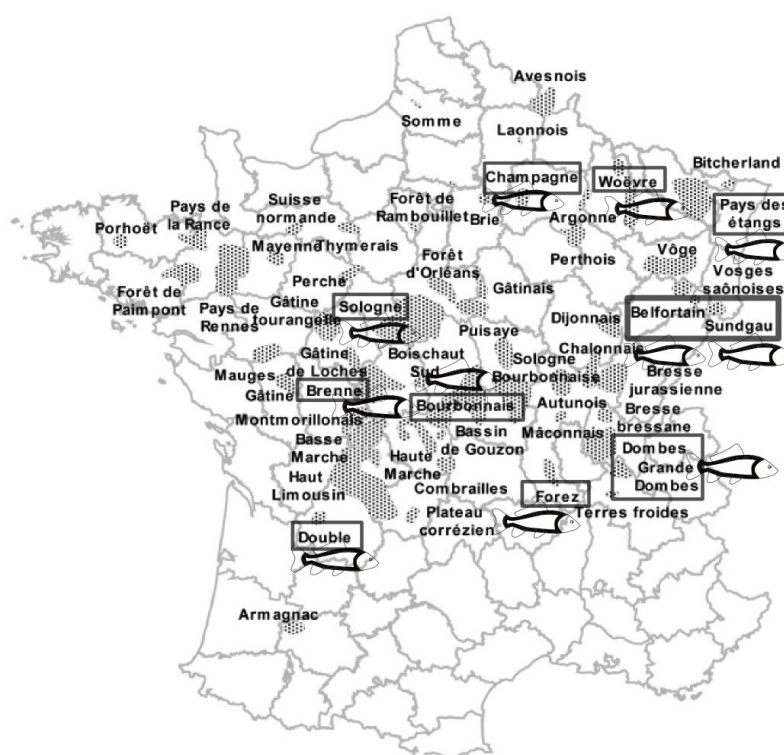 Avesnois
Somme
Laonnois
Champagne
Woëvre
Bitcherland
Pays des
étangs
Pays de
la Rance
Porhoët
Suisse
normande
Forêt de
Rambouillet
Brie
Argonne
Mayenne
Thymerais
Forêt
d'Orléans
Perthois
Vôge
Vosges
saônoises
Forêt de
Paimpont
Pays de
Rennes
Perche
Gâtine
tourangelle
Sologne
Gâtinais
Puisaye
Dijonnais
Belfortain
Sundgau
Mauges
Gâtine
Gâtine
de Loches
Boischaut
Sud
Sologne
Bourbonnaise
Chalonnais
Bresse
jurassienne
Brenne
Bourbonnais
Autunois
Bresse
bressane
Montmorillonais
Basse
Marche
Haut
Limousin
Haute
Marche
Bassin
de Gouzon
Mâconnais
Dombes
Grande
Dombes
Combrailles
Forez
Terres froides
Plateau
corrézien
Double
Armagnac